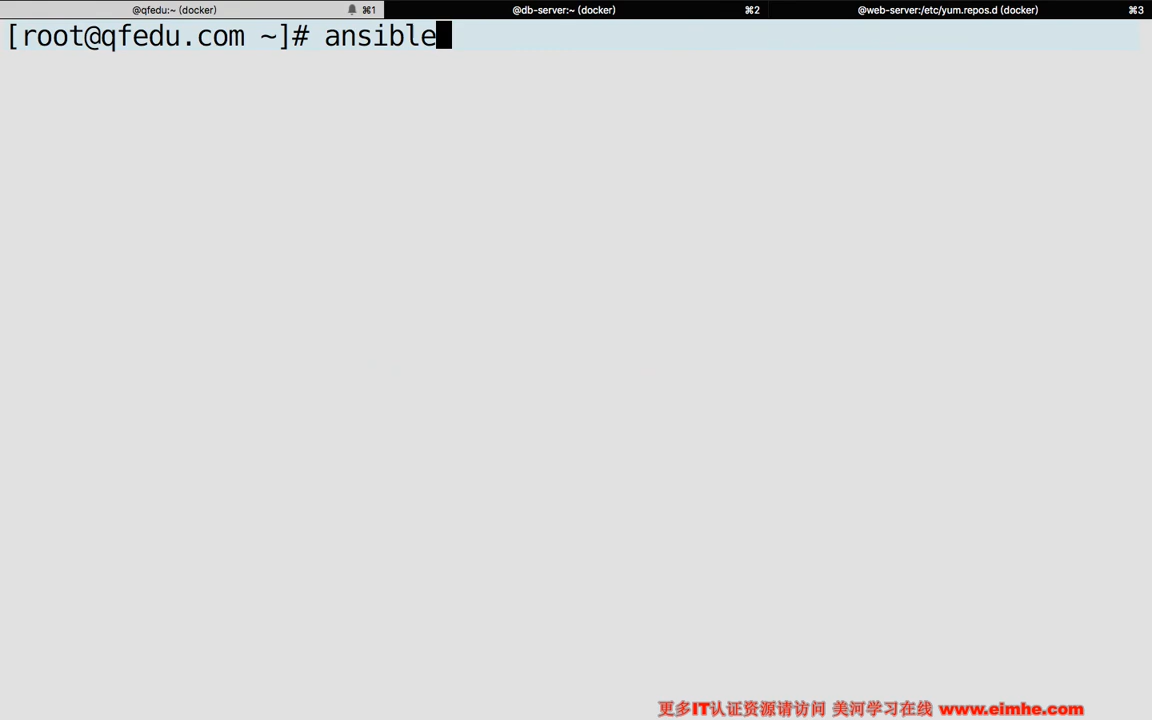 @qfedu:~ (docker) ⌘1 @db-server:~ (docker) ⌘2 @web-server:/etc/yum.repos.d (docker) ⌘3
[root@qfedu.com ~]# ansible
更多IT认证资源请访问 美河学习在线 www.eimhe.com